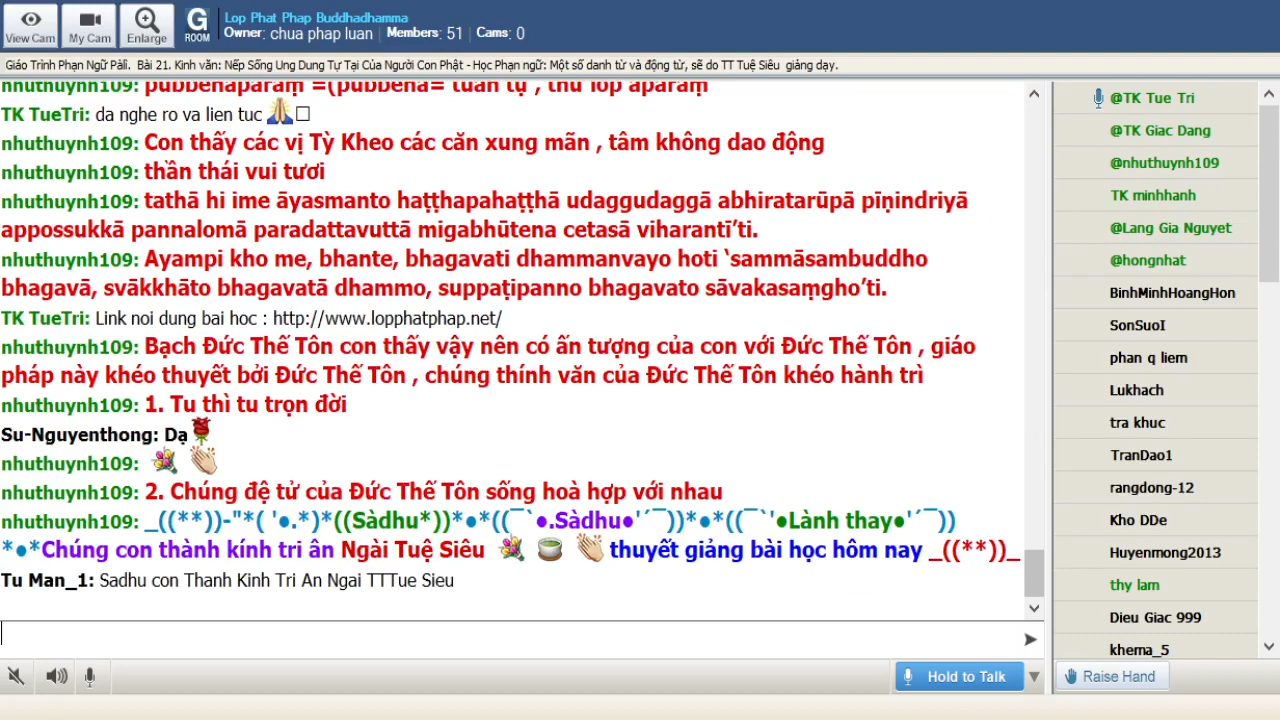 View Cam
My Cam
Enlarge
G
ROOM
Lop Phat Phap Buddhadhamma
Owner: chua phap luan | Members: 51 | Cams: 0
Giáo Trình Phạn Ngữ Pàli. Bài 21. Kinh văn: Nếp Sống Ung Dung Tự Tại Của Người Con Phật - Học Phạn ngữ: Một số danh từ và động từ, sẽ do TT Tuệ Siêu giảng dạy.
nhuthuynh109: pubbenāparaṃ =(pubbena= tuần tự , thứ lớp aparaṃ
TK TueTri: da nghe ro va lien tuc 🙏
nhuthuynh109: Con thấy các vị Tỳ Kheo các căn xung mãn , tâm không dao động
nhuthuynh109: thần thái vui tươi
nhuthuynh109: tathā hi ime āyasmanto haṭṭhapahaṭṭhā udaggudaggā abhiratarūpā pīṇindriyā
appossukkā pannalomā paradattavuttā migabhūtena cetasā viharantī’ti.
nhuthuynh109: Ayampi kho me, bhante, bhagavati dhammanvayo hoti ‘sammāsambuddho
bhagavā, svākkhāto bhagavatā dhammo, suppaṭipanno bhagavato sāvakasaṃgho’ti.
TK TueTri: Link noi dung bai hoc : http://www.lopphatphap.net/
nhuthuynh109: Bạch Đức Thế Tôn con thấy vậy nên có ấn tượng của con với Đức Thế Tôn , giáo
pháp này khéo thuyết bởi Đức Thế Tôn , chúng thính văn của Đức Thế Tôn khéo hành trì
nhuthuynh109: 1. Tu thì tu trọn đời
Su-Nguyenthong: Dạ 🌹
nhuthuynh109: 💐 👏
nhuthuynh109: 2. Chúng đệ tử của Đức Thế Tôn sống hoà hợp với nhau
nhuthuynh109: _((**))-"*( '●.*)*((Sàdhu*))*●*((¯`●.Sàdhu●'´¯))*●*((¯`'●Lành thay●'´¯))
*●*Chúng con thành kính tri ân Ngài Tuệ Siêu 💐 🍵 👏 thuyết giảng bài học hôm nay _((**))_
Tu Man_1: Sadhu con Thanh Kinh Tri An Ngai TTTue Sieu
@TK Tue Tri
@TK Giac Dang
@nhuthuynh109
TK minhhanh
@Lang Gia Nguyet
@hongnhat
BinhMinhHoangHon
SonSuoI
phan q liem
Lukhach
tra khuc
TranDao1
rangdong-12
Kho DDe
Huyenmong2013
thy lam
Dieu Giac 999
khema_5
Hold to Talk
Raise Hand